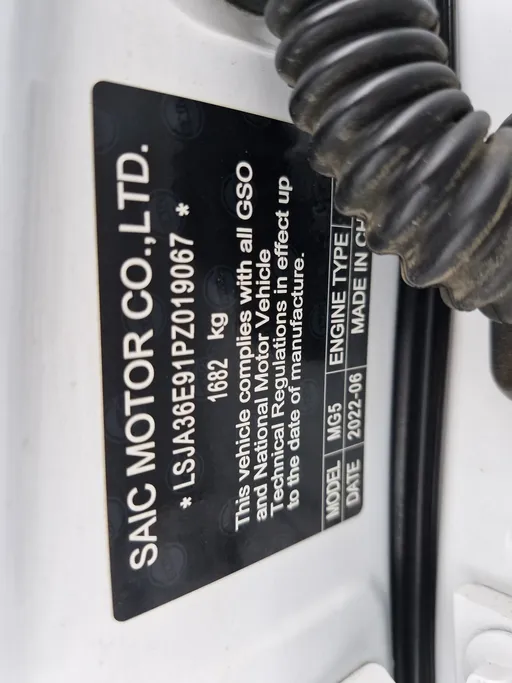 SAIC MOTOR CO.,LTD.
* LSJA36E91PZ019067 *
1682 kg
This vehicle complies with all GSO
and National Motor Vehicle
Technical Regulations in effect up
to the date of manufacture.
MODEL MG5 ENGINE TYPE
DATE 2022-06 MADE IN